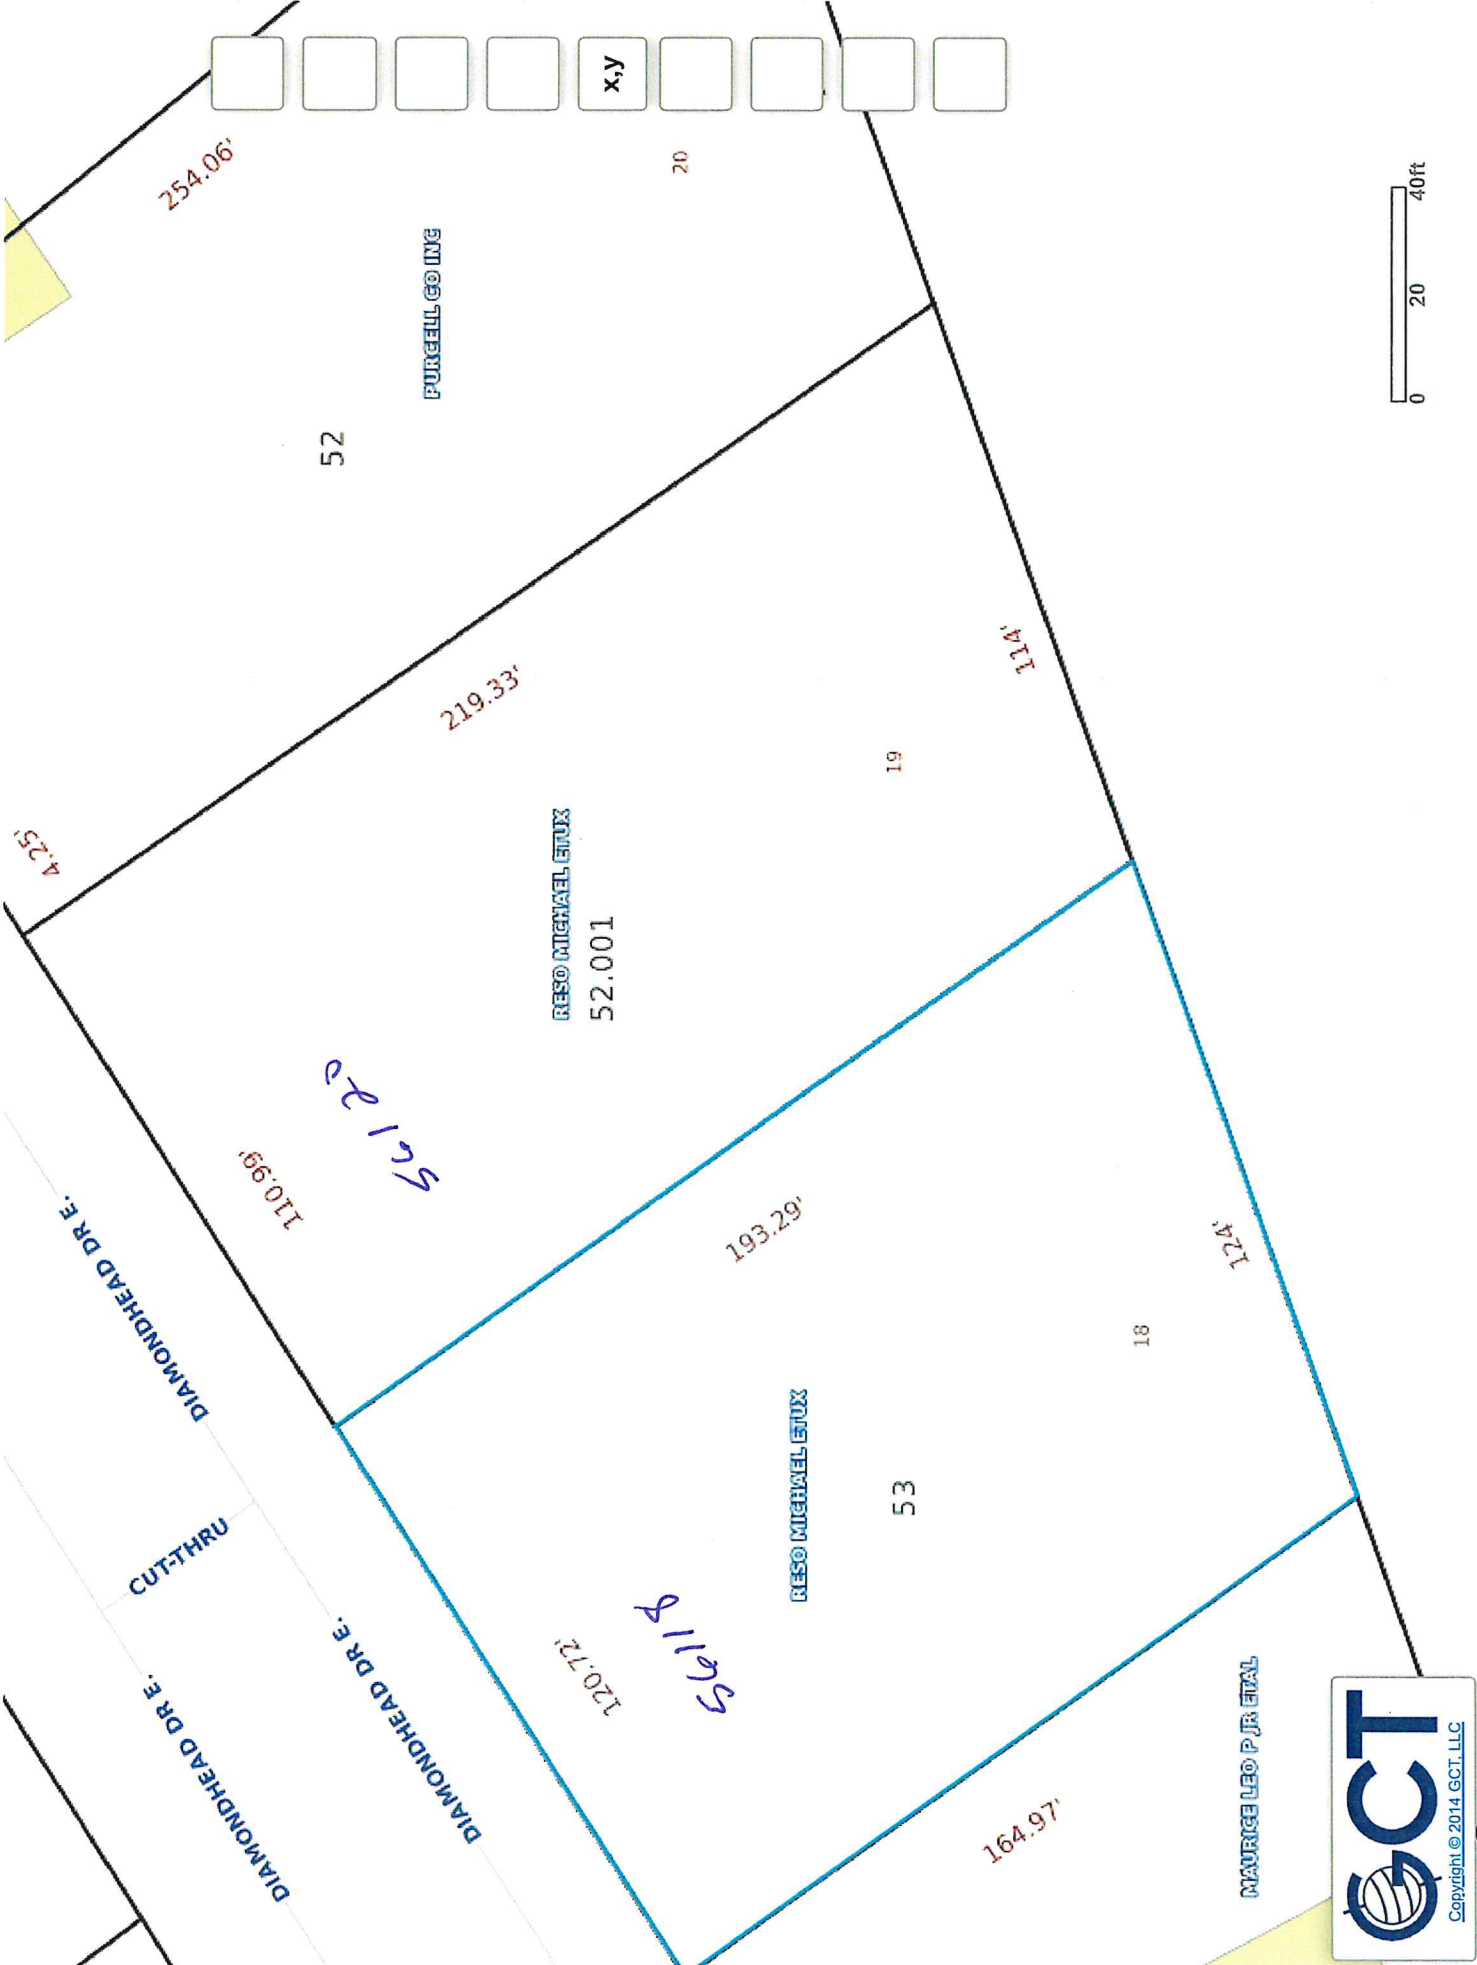 254.06'
x,y
20
PURCELL CO INC
52
4.25'
219.33'
114'
19
RESO MICHAEL ETUX
52.001
56120
110.99'
DIAMONDHEAD DR E.
CUT-THRU
DIAMONDHEAD DR E.
DIAMONDHEAD DR E.
193.29'
124'
18
RESO MICHAEL ETUX
53
56118
120.72'
164.97'
MAURICE LEO P JR ETAL
0 20 40ft
GCT
Copyright © 2014 GCT, LLC